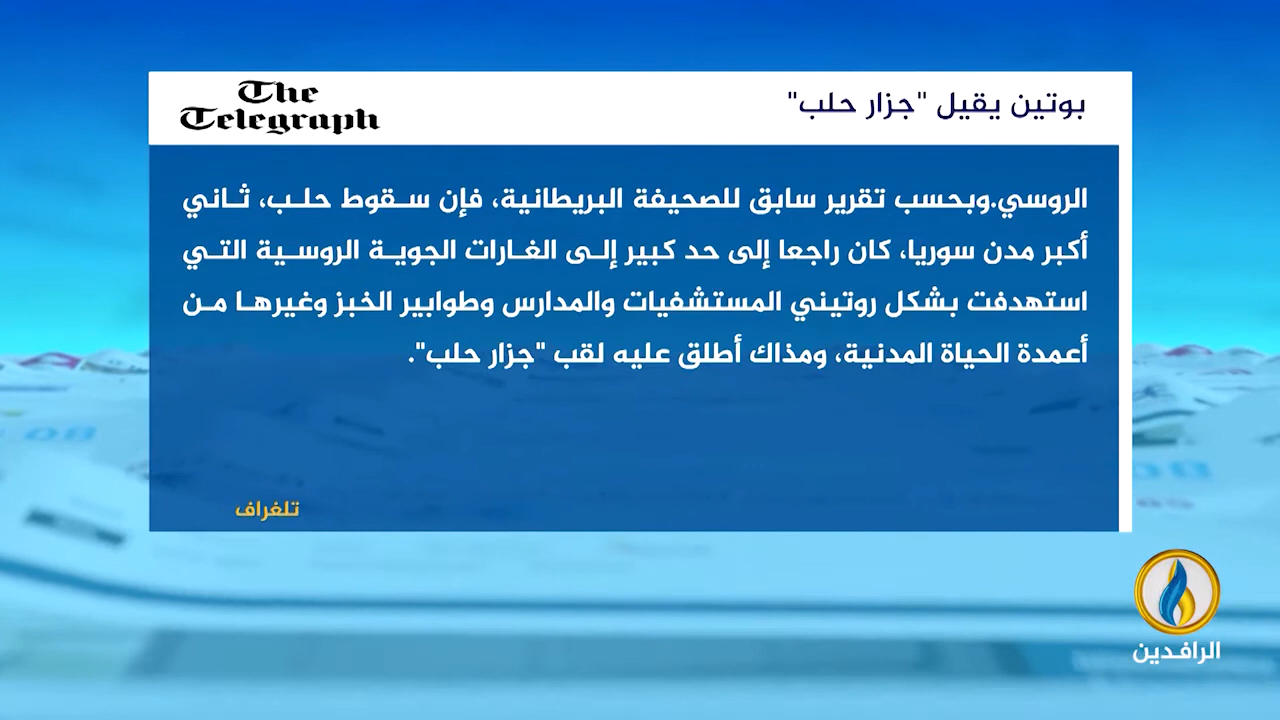 The
Telegraph
بوتين يقيل "جزار حلب"
الروسي.وبحسب تقرير سابق للصحيفة البريطانية، فإن سقوط حلب، ثاني
أكبر مدن سوريا، كان راجعا إلى حد كبير إلى الغارات الجوية الروسية التي
استهدفت بشكل روتيني المستشفيات والمدارس وطوابير الخبز وغيرها من
أعمدة الحياة المدنية، ومذاك أطلق عليه لقب "جزار حلب".
تلغراف
الرافدين